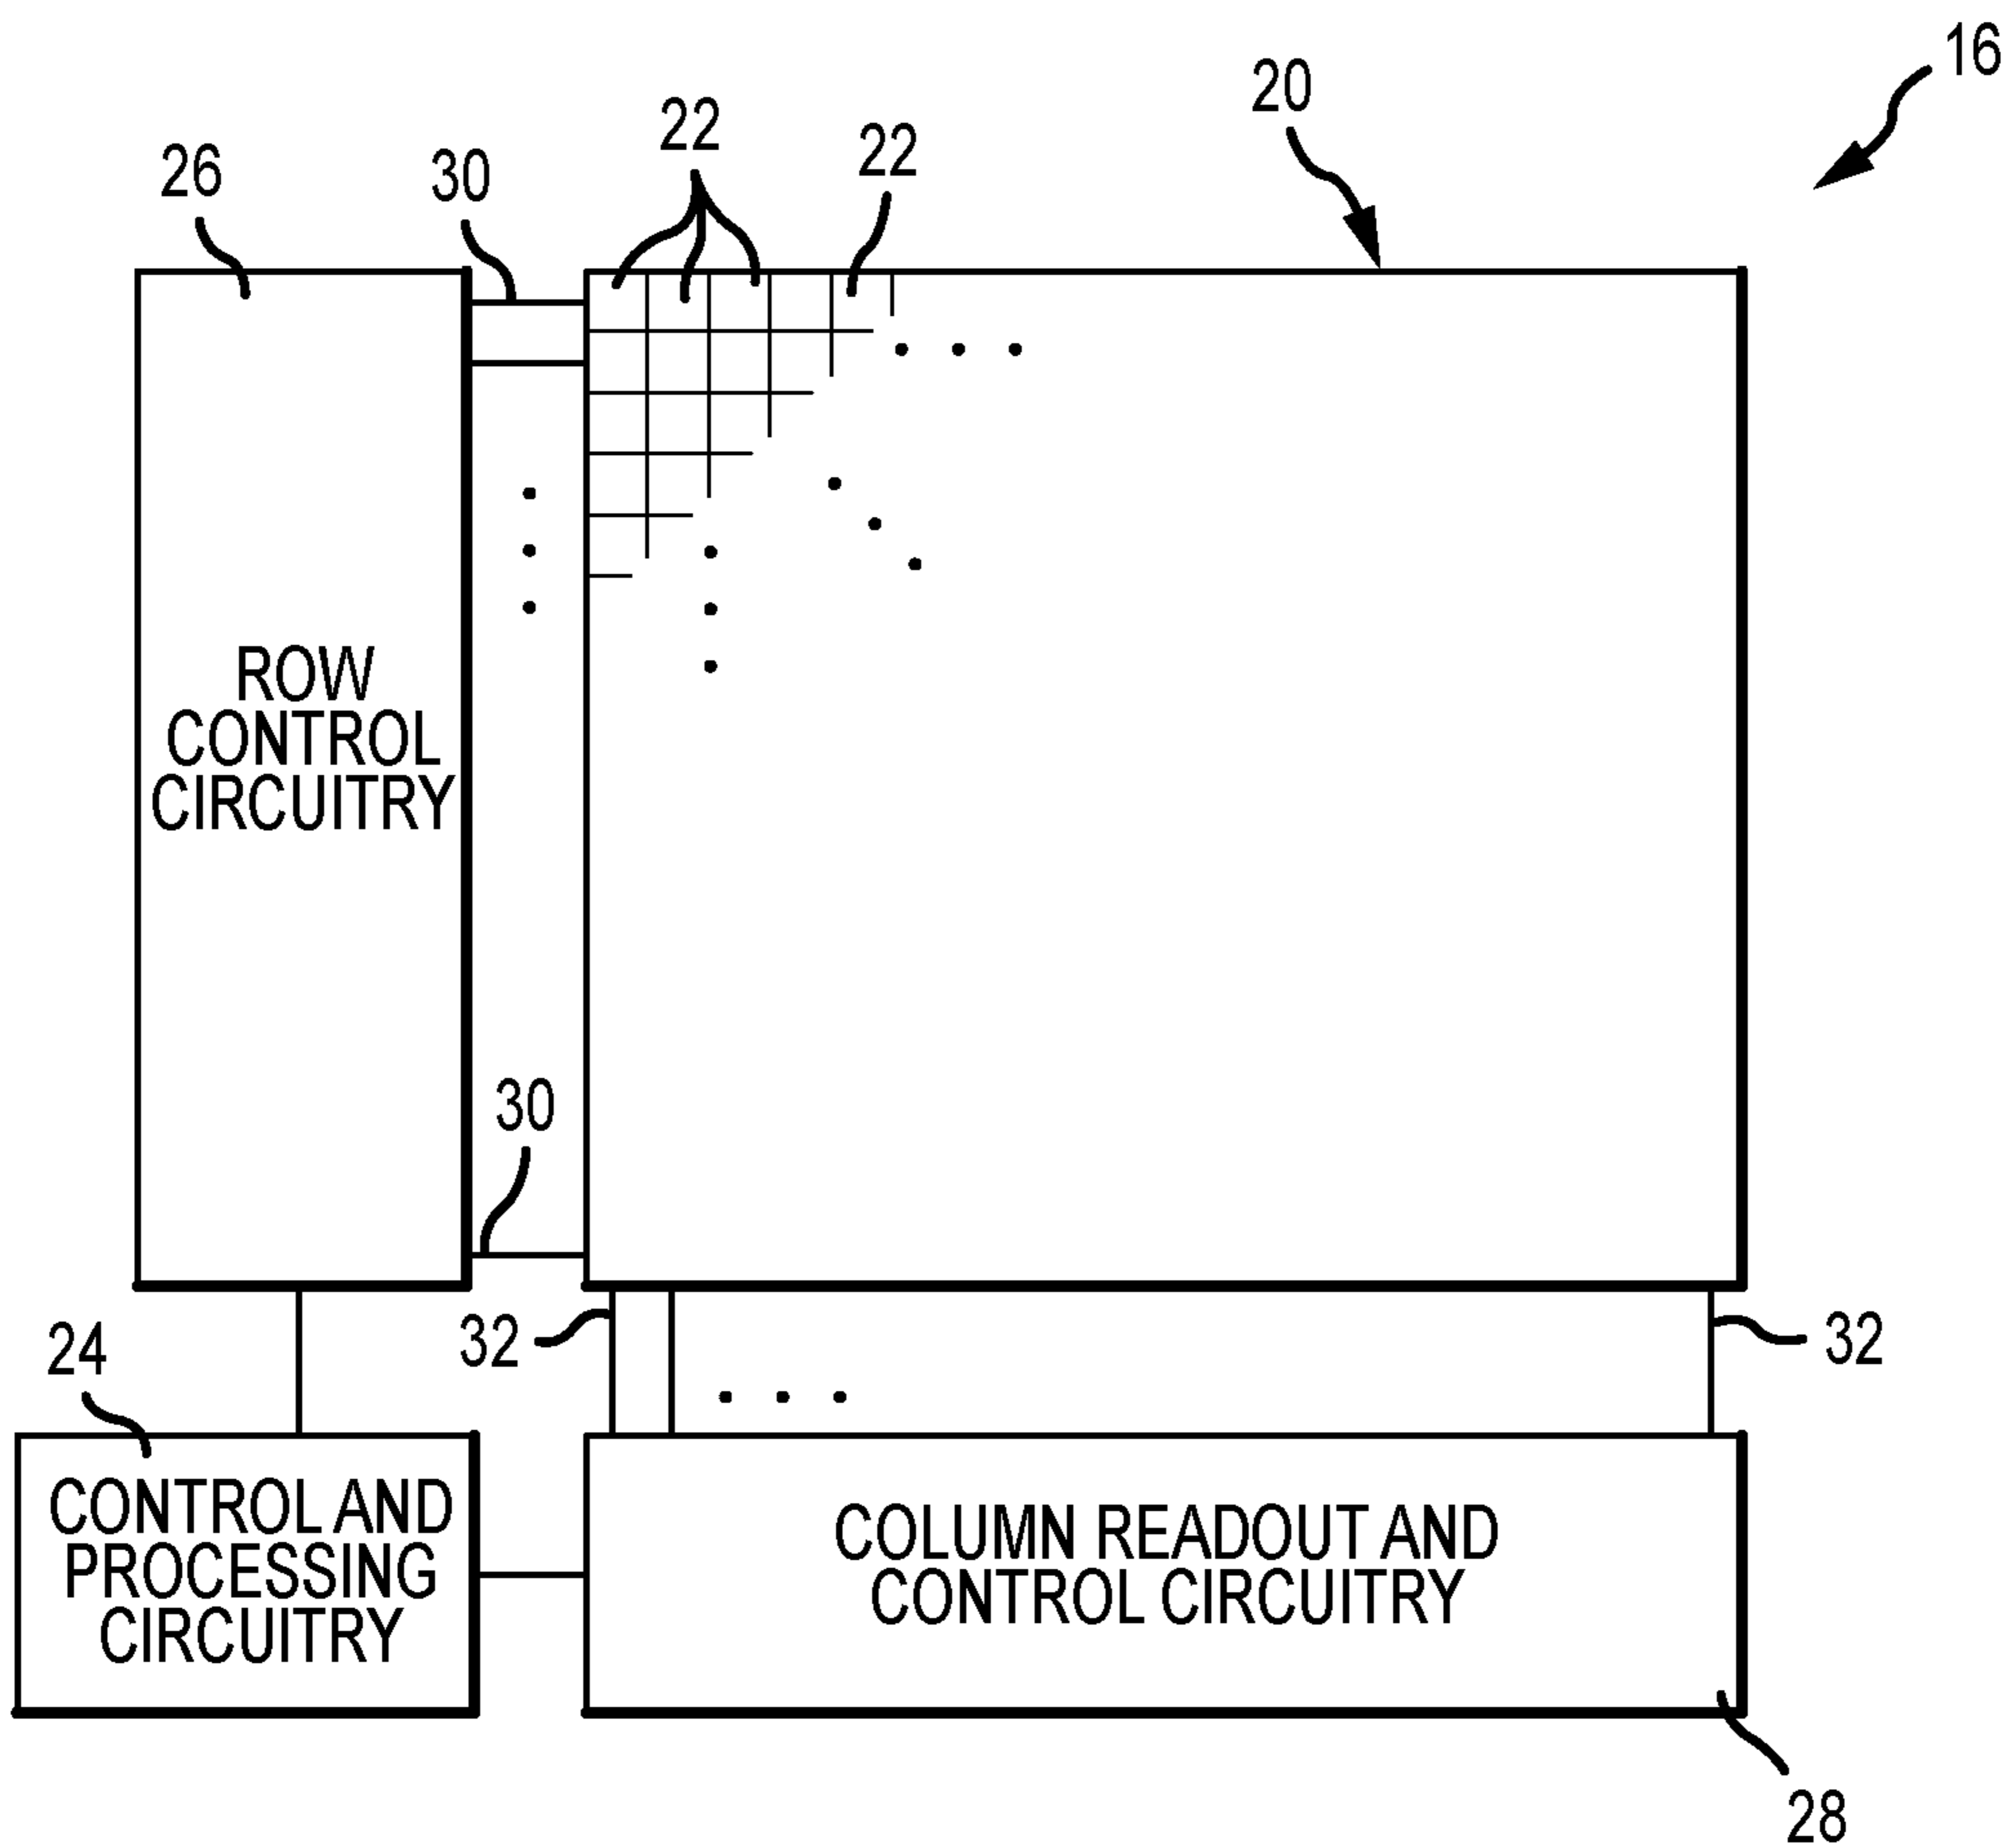 16
20
22
22
26
30
ROW
CONTROL
CIRCUITRY
30
32
32
24
CONTROL AND
PROCESSING
CIRCUITRY
COLUMN READOUT AND
CONTROL CIRCUITRY
28